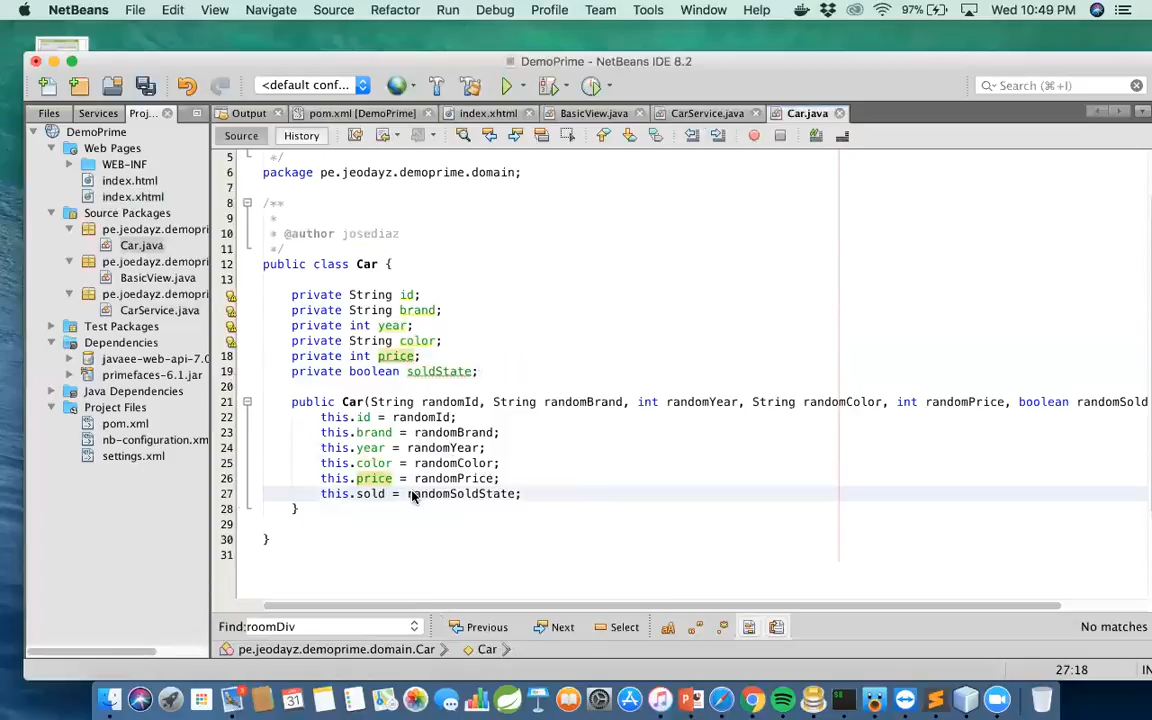 NetBeans File Edit View Navigate Source Refactor Run Debug Profile Team Tools Window Help 97% Wed 10:49 PM
DemoPrime - NetBeans IDE 8.2
<default conf... Search (⌘+I)
Files Services Proj... Output pom.xml [DemoPrime] index.xhtml BasicView.java CarService.java Car.java
Source History
DemoPrime
Web Pages
WEB-INF
index.html
index.xhtml
Source Packages
pe.jeodayz.demopri
Car.java
pe.joedayz.demopri
BasicView.java
pe.joedayz.demopri
CarService.java
Test Packages
Dependencies
javaee-web-api-7.0
primefaces-6.1.jar
Java Dependencies
Project Files
pom.xml
nb-configuration.xm
settings.xml
5 */
6 package pe.jeodayz.demoprime.domain;
7
8 /**
9 *
10 * @author josediaz
11 */
12 public class Car {
13
private String id;
private String brand;
private int year;
private String color;
18 private int price;
19 private boolean soldState;
20
21 public Car(String randomId, String randomBrand, int randomYear, String randomColor, int randomPrice, boolean randomSold
22 this.id = randomId;
23 this.brand = randomBrand;
24 this.year = randomYear;
25 this.color = randomColor;
26 this.price = randomPrice;
27 this.sold = randomSoldState;
28 }
29
30 }
31
Find: roomDiv Previous Next Select No matches
pe.jeodayz.demoprime.domain.Car Car
27:18 IN
31